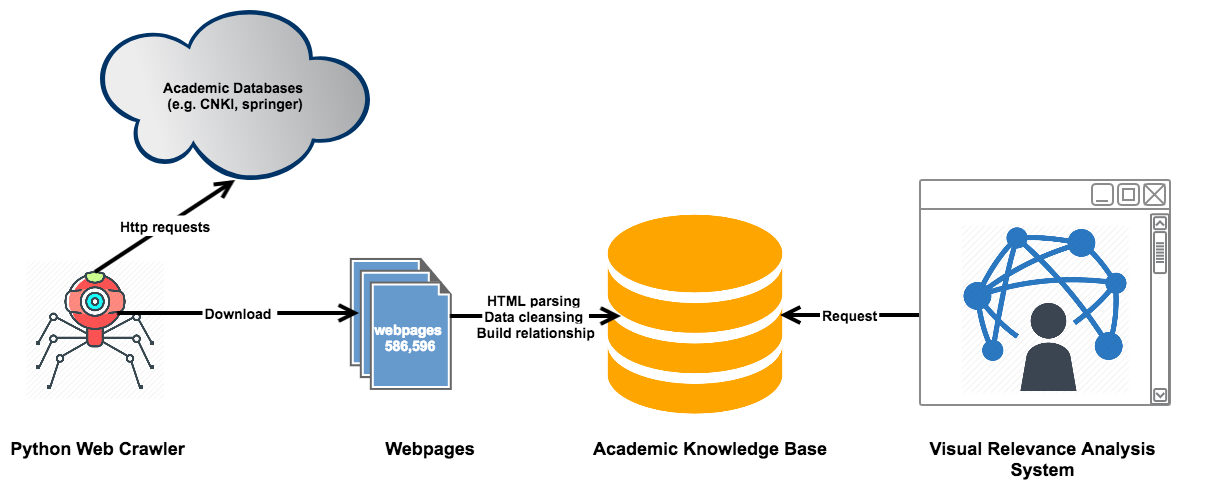 Academic Databases
(e.g. CNKI, springer)
Http requests
Download
webpages
586,596
HTML parsing
Data cleansing
Build relationship
Request
Python Web Crawler
Webpages
Academic Knowledge Base
Visual Relevance Analysis
System